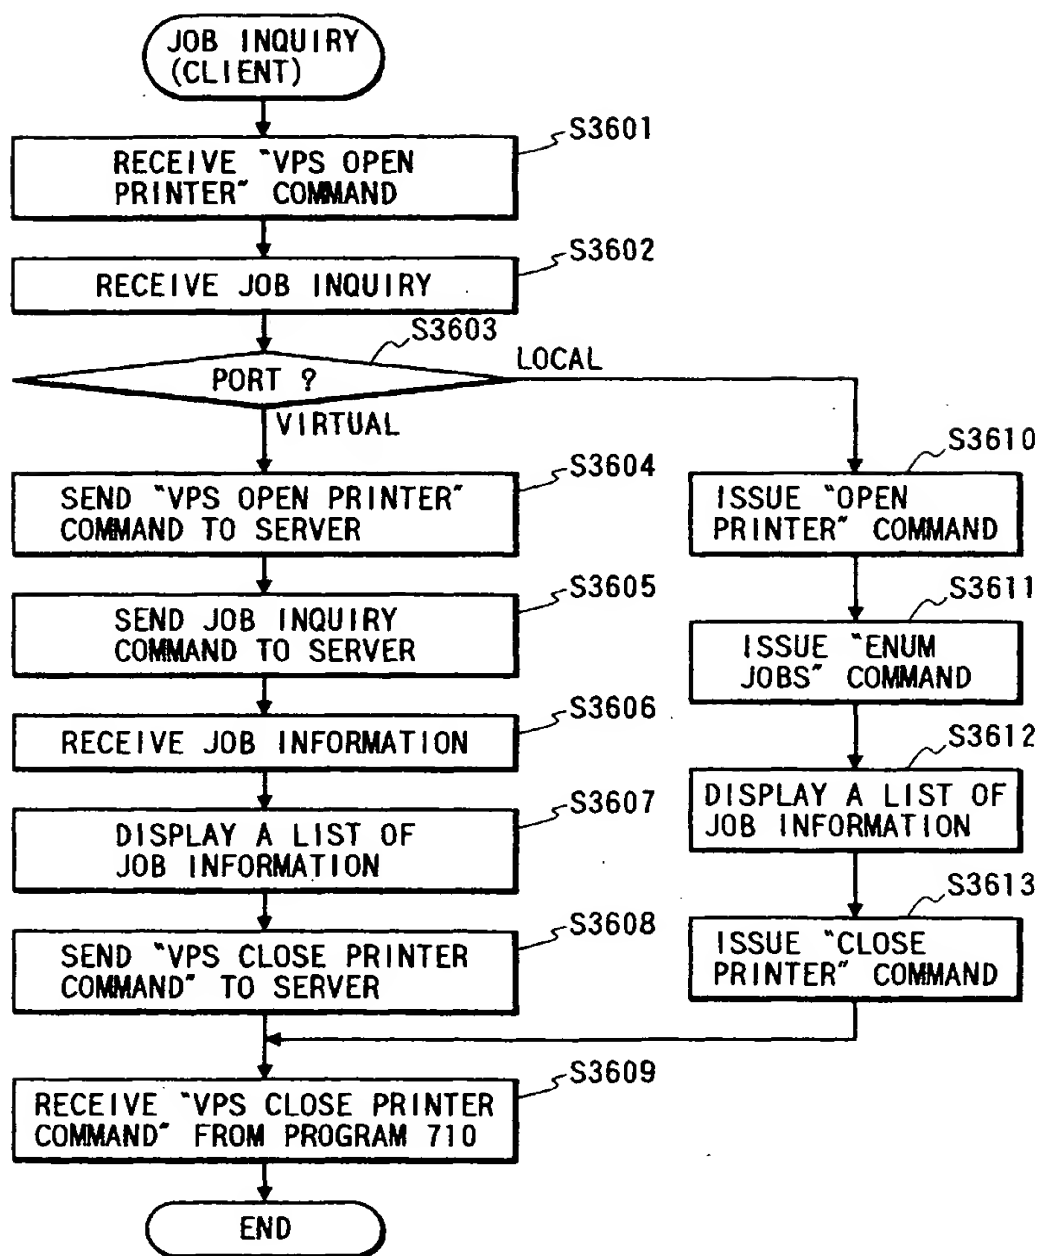 JOB INQUIRY
(CLIENT)
S3601
RECEIVE "VPS OPEN
PRINTER" COMMAND
S3602
RECEIVE JOB INQUIRY
S3603
PORT ?
LOCAL
VIRTUAL
S3604
SEND "VPS OPEN PRINTER"
COMMAND TO SERVER
S3605
SEND JOB INQUIRY
COMMAND TO SERVER
S3606
RECEIVE JOB INFORMATION
S3607
DISPLAY A LIST OF
JOB INFORMATION
S3608
SEND "VPS CLOSE PRINTER
COMMAND" TO SERVER
S3610
ISSUE "OPEN
PRINTER" COMMAND
S3611
ISSUE "ENUM
JOBS" COMMAND
S3612
DISPLAY A LIST OF
JOB INFORMATION
S3613
ISSUE "CLOSE
PRINTER" COMMAND
S3609
RECEIVE "VPS CLOSE PRINTER
COMMAND" FROM PROGRAM 710
END